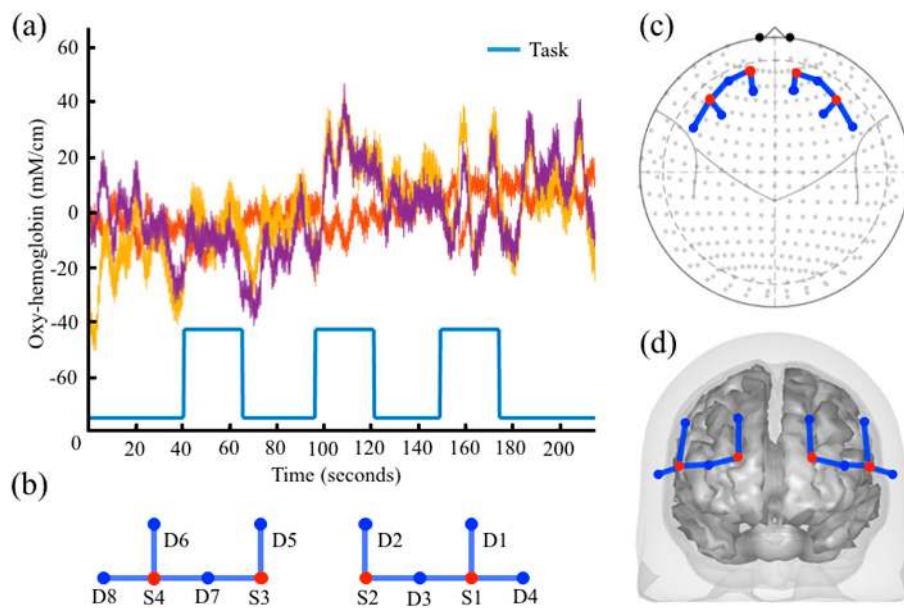 (a)
Oxy-hemoglobin (mM/cm)
60
40
20
0
-20
-40
-60
0
Task
20 40 60 80 100 120 140 160 180 200
Time (seconds)
(b)
D6 D5 D2 D1
D8 S4 D7 S3 S2 D3 S1 D4
(c)
(d)